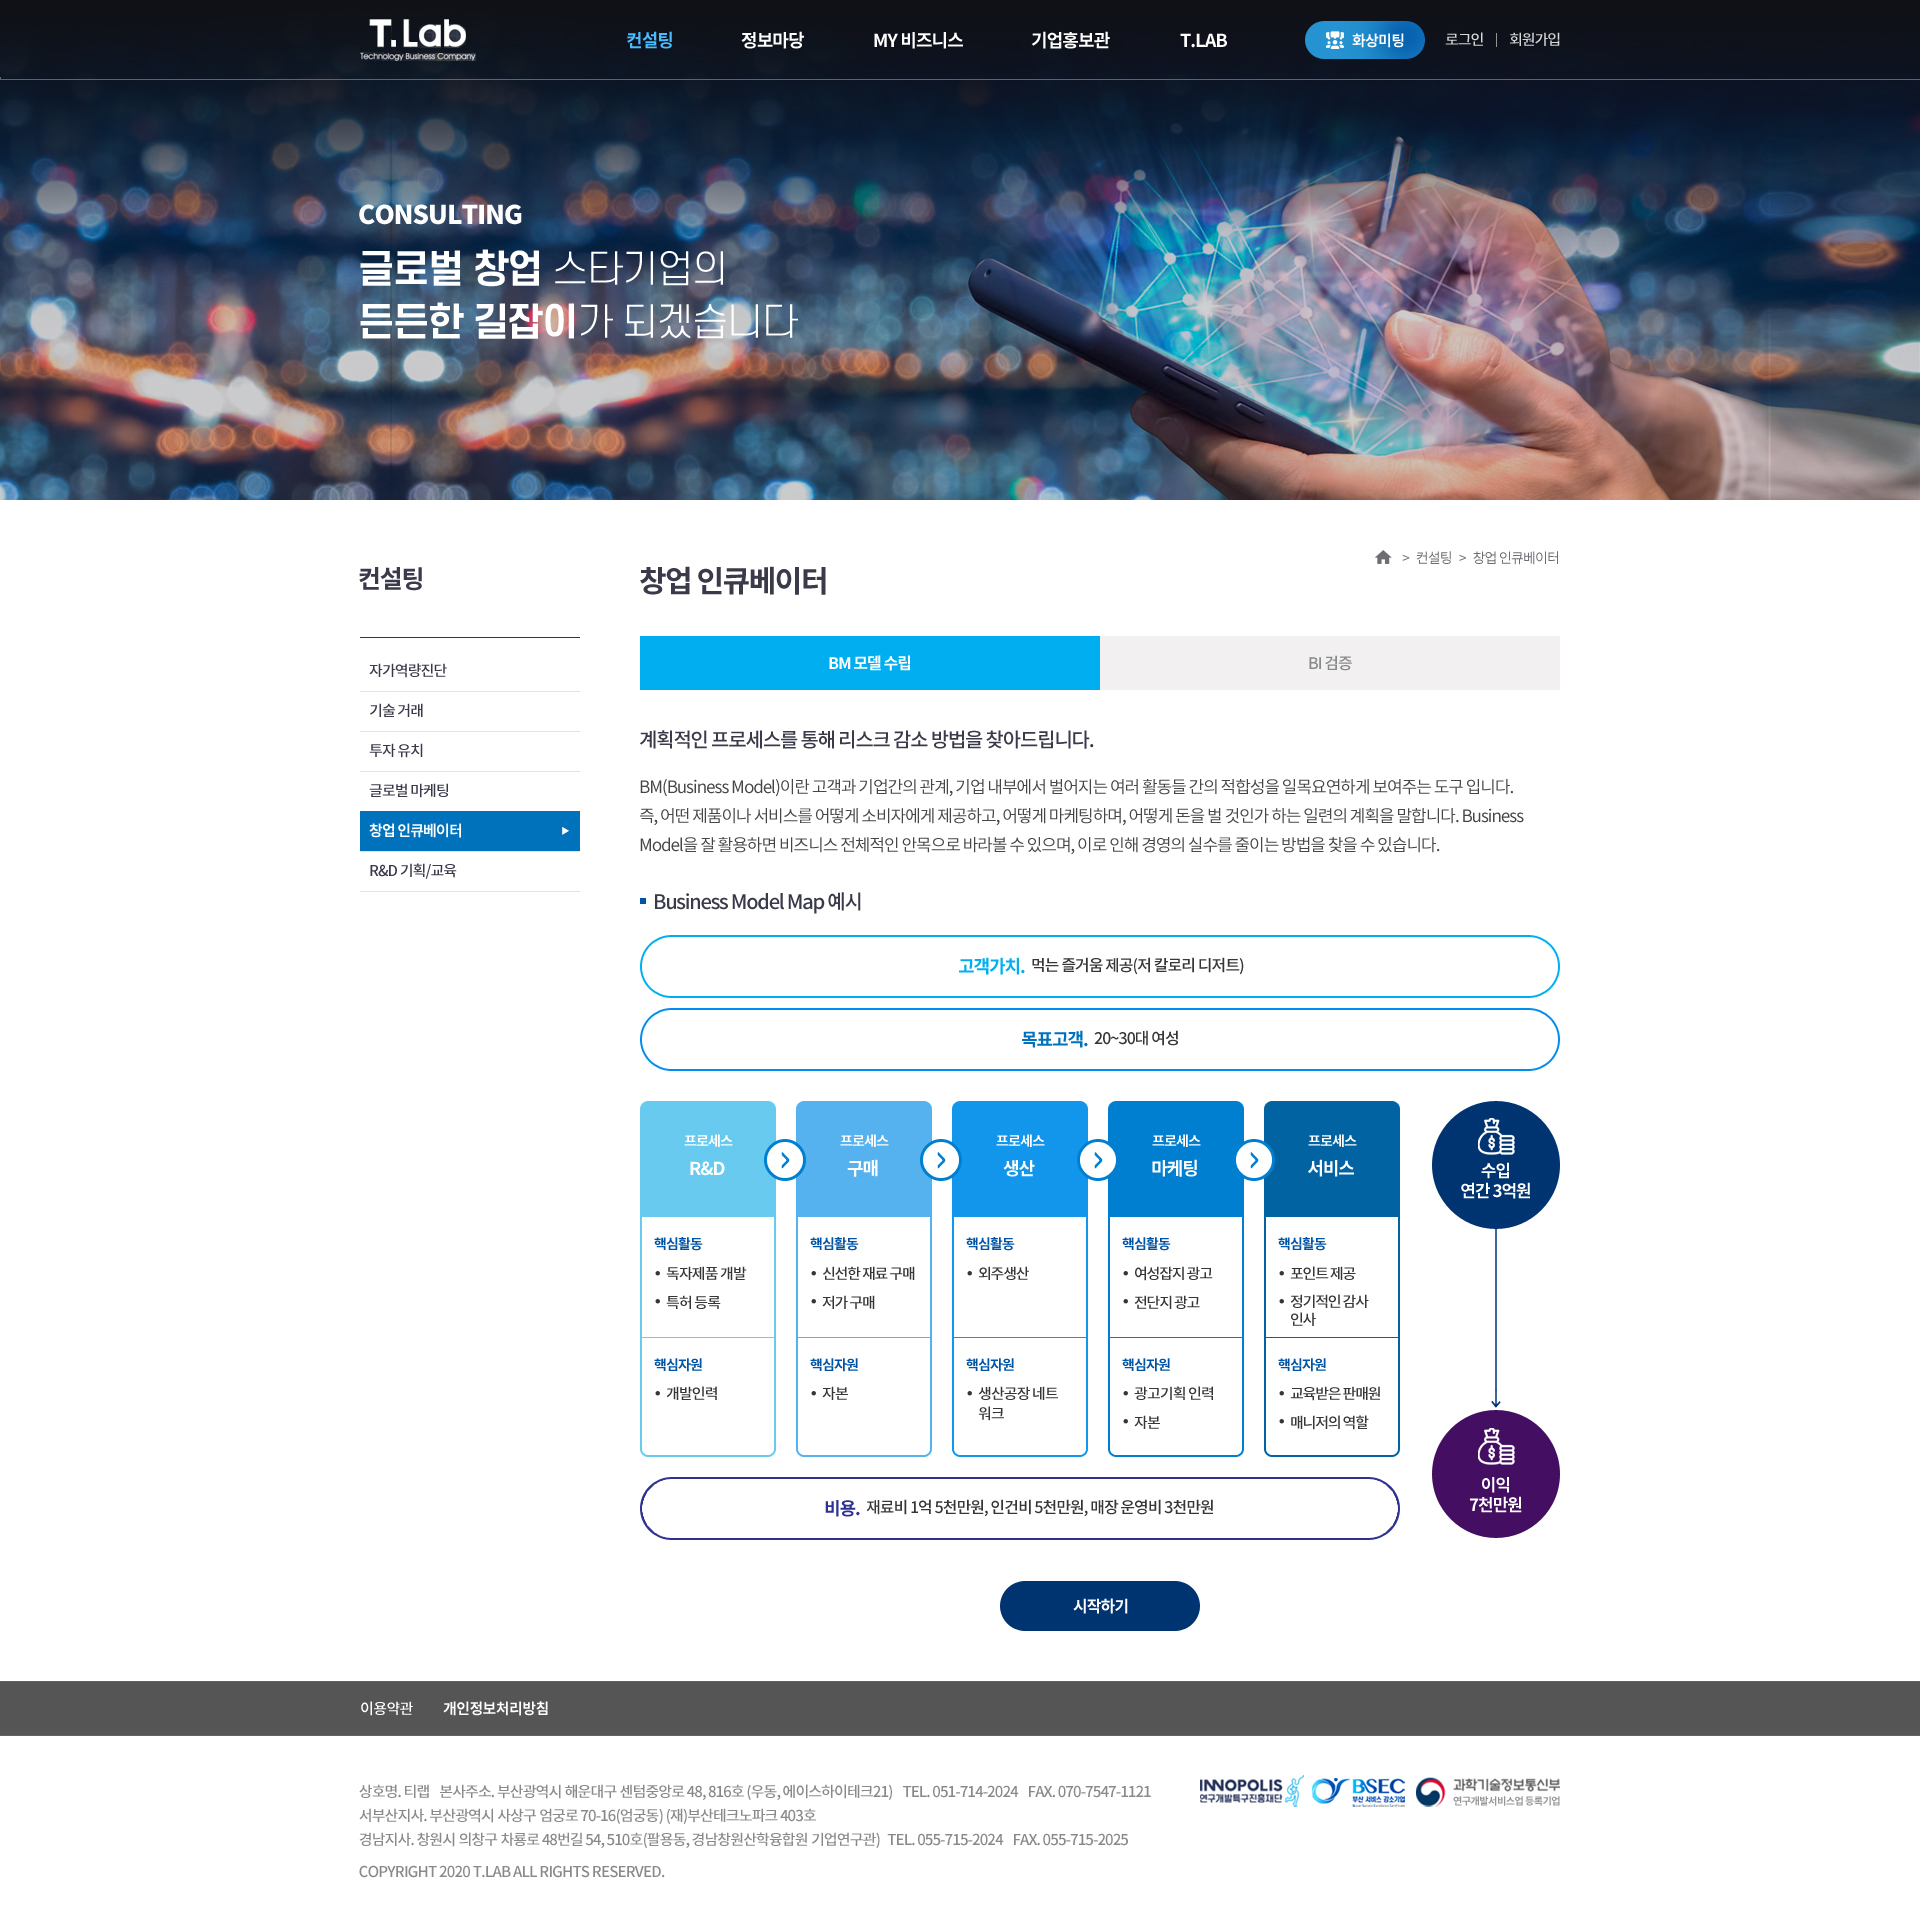 T.Lab
Technology Business Company
컨설팅
정보마당
MY 비즈니스
기업홍보관
T.LAB
화상미팅
로그인
회원가입
CONSULTING
글로벌 창업 스타기업의
든든한 길잡이가 되겠습니다
컨설팅
창업 인큐베이터
> 컨설팅 > 창업 인큐베이터
자가역량진단
기술 거래
투자 유치
글로벌 마케팅
창업 인큐베이터
R&D 기획/교육
BM 모델 수립
BI 검증
계획적인 프로세스를 통해 리스크 감소 방법을 찾아드립니다.
BM(Business Model)이란 고객과 기업간의 관계, 기업 내부에서 벌어지는 여러 활동들 간의 적합성을 일목요연하게 보여주는 도구 입니다.
즉, 어떤 제품이나 서비스를 어떻게 소비자에게 제공하고, 어떻게 마케팅하며, 어떻게 돈을 벌 것인가 하는 일련의 계획을 말합니다. Business
Model을 잘 활용하면 비즈니스 전체적인 안목으로 바라볼 수 있으며, 이로 인해 경영의 실수를 줄이는 방법을 찾을 수 있습니다.
Business Model Map 예시
고객가치. 먹는 즐거움 제공(저 칼로리 디저트)
목표고객. 20~30대 여성
프로세스
R&D
핵심활동
• 독자제품 개발
• 특허 등록
핵심자원
• 개발인력
프로세스
구매
핵심활동
• 신선한 재료 구매
• 저가 구매
핵심자원
• 자본
프로세스
생산
핵심활동
• 외주생산
핵심자원
• 생산공장 네트
워크
프로세스
마케팅
핵심활동
• 여성잡지 광고
• 전단지 광고
핵심자원
• 광고기획 인력
• 자본
프로세스
서비스
핵심활동
• 포인트 제공
• 정기적인 감사
인사
핵심자원
• 교육받은 판매원
• 매니저의 역할
수입
연간 3억원
이익
7천만원
비용. 재료비 1억 5천만원, 인건비 5천만원, 매장 운영비 3천만원
시작하기
이용약관
개인정보처리방침
상호명. 티랩 본사주소. 부산광역시 해운대구 센텀중앙로 48, 816호 (우동, 에이스하이테크21) TEL. 051-714-2024 FAX. 070-7547-1121
서부산지사. 부산광역시 사상구 엄궁로 70-16(엄궁동) (재)부산테크노파크 403호
경남지사. 창원시 의창구 차룡로 48번길 54, 510호(팔용동, 경남창원산학융합원 기업연구관) TEL. 055-715-2024 FAX. 055-715-2025
COPYRIGHT 2020 T.LAB ALL RIGHTS RESERVED.
INNOPOLIS
연구개발특구진흥재단
BSEC
부산 서비스 강소기업
과학기술정보통신부
연구개발서비스업 등록기업